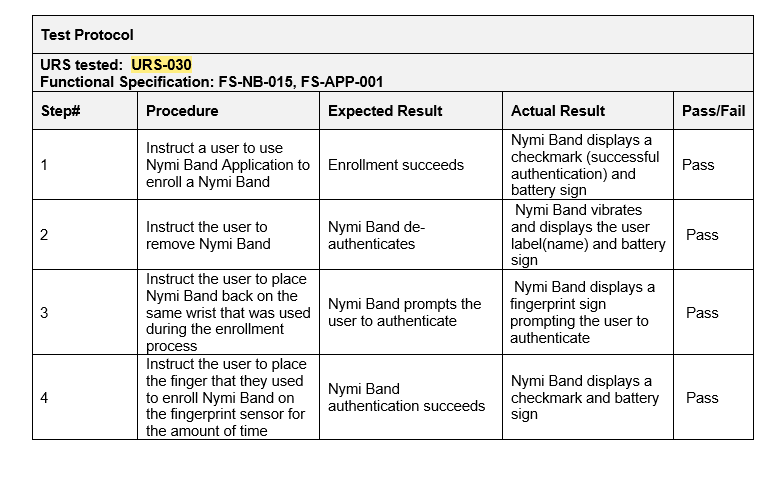 Test Protocol
URS tested: URS-030
Functional Specification: FS-NB-015, FS-APP-001
Step# Procedure Expected Result Actual Result Pass/Fail
1
Instruct a user to use
Nymi Band Application to
enroll a Nymi Band
Enrollment succeeds
Nymi Band displays a
checkmark (successful
authentication) and
battery sign
Pass
2
Instruct the user to
remove Nymi Band
Nymi Band de-
authenticates
Nymi Band vibrates
and displays the user
label(name) and battery
sign
Pass
3
Instruct the user to place
Nymi Band back on the
same wrist that was used
during the enrollment
process
Nymi Band prompts the
user to authenticate
Nymi Band displays a
fingerprint sign
prompting the user to
authenticate
Pass
4
Instruct the user to place
the finger that they used
to enroll Nymi Band on
the fingerprint sensor for
the amount of time
Nymi Band
authentication succeeds
Nymi Band displays a
checkmark and battery
sign
Pass